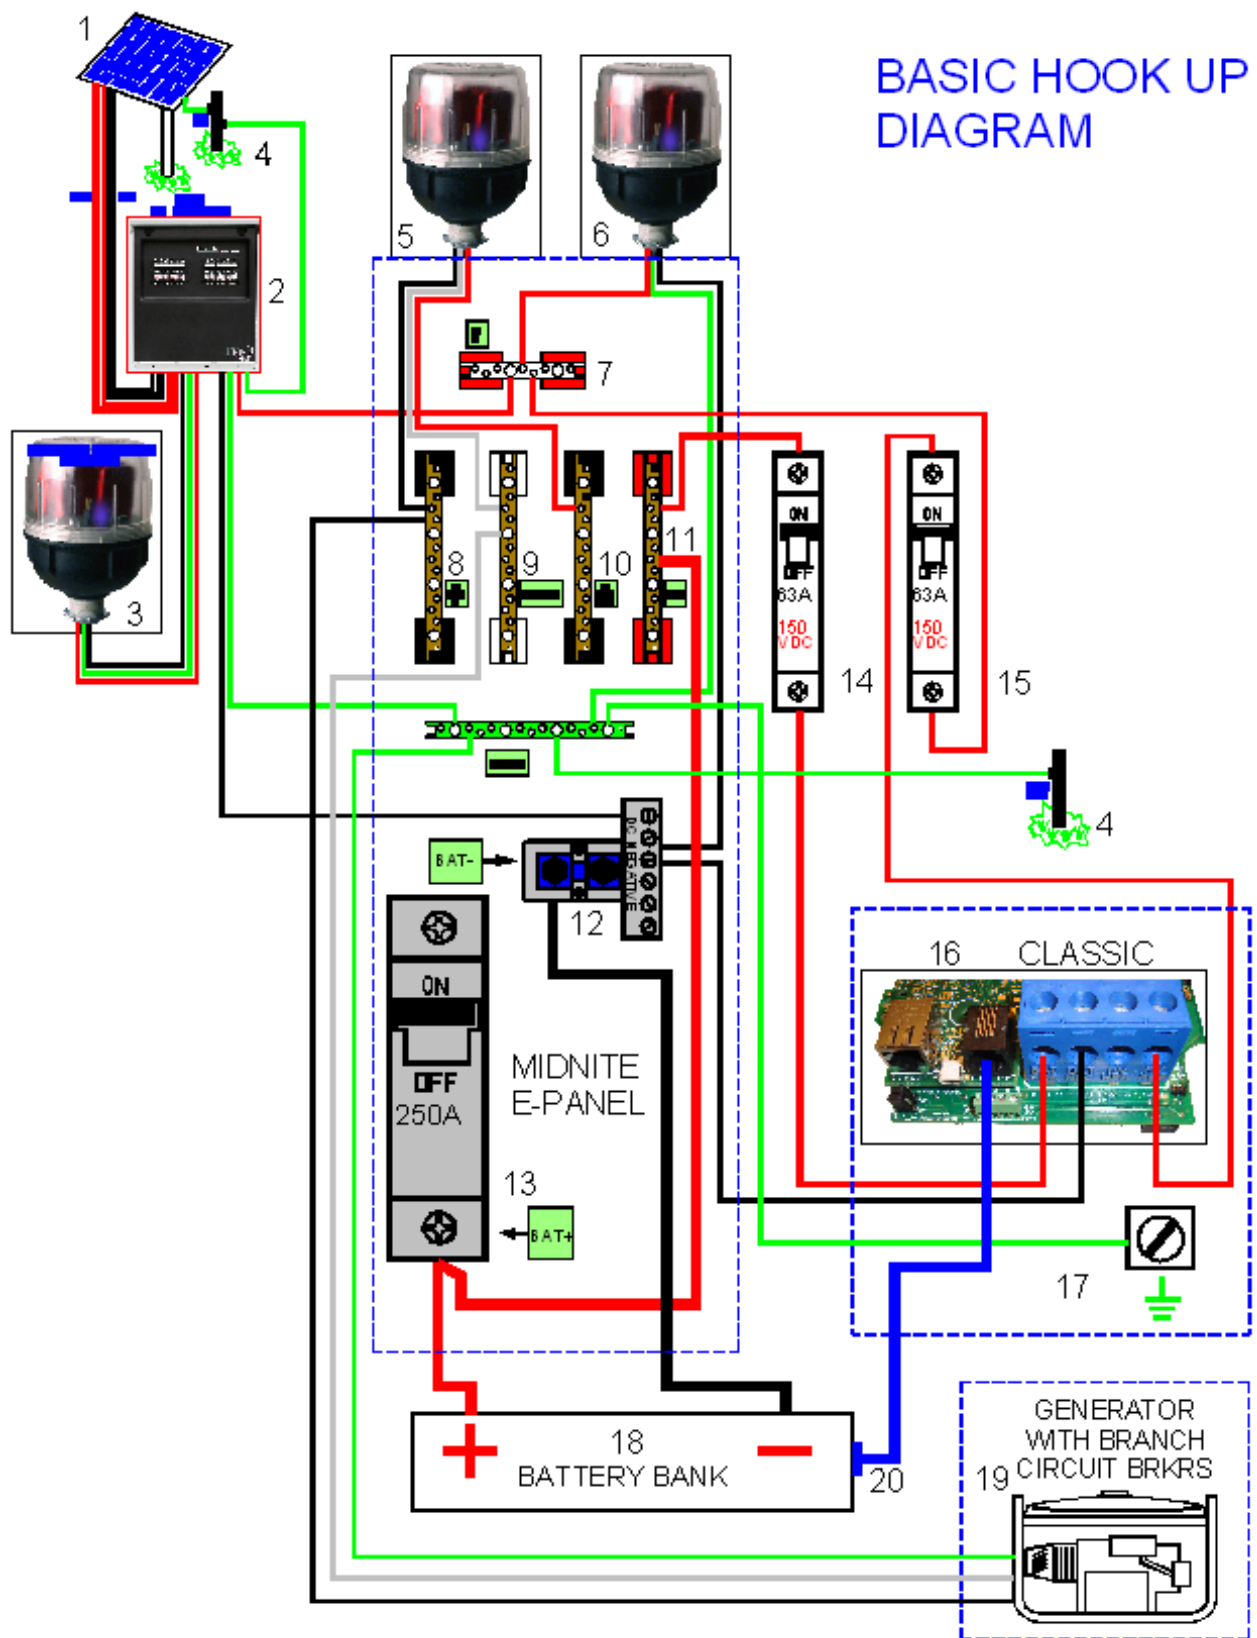 1
BASIC HOOK UP
DIAGRAM
4
5
6
2
7
3
8
9
10
11
ON
OFF
63A
150
VDC
14
ON
OFF
63A
150
VDC
15
4
BAT-
DC NEGATIVE
12
ON
OFF
250A
MIDNITE
E-PANEL
13
BAT+
16
CLASSIC
17
18
BATTERY BANK
20
GENERATOR
WITH BRANCH
CIRCUIT BRKRS
19